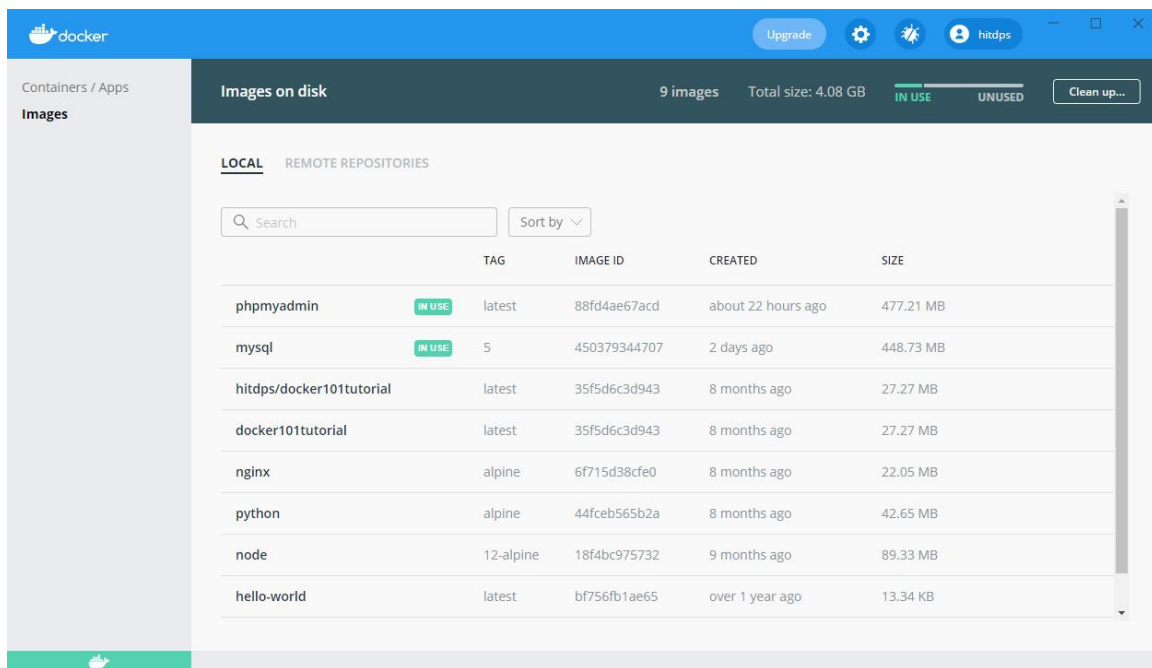 docker
Upgrade
hitdps
Containers / Apps
Images
Images on disk
9 images
Total size: 4.08 GB
IN USE
UNUSED
Clean up...
LOCAL
REMOTE REPOSITORIES
Search
Sort by
TAG IMAGE ID CREATED SIZE
phpmyadmin IN USE latest 88fd4ae67acd about 22 hours ago 477.21 MB
mysql IN USE 5 450379344707 2 days ago 448.73 MB
hitdps/docker101tutorial latest 35f5d6c3d943 8 months ago 27.27 MB
docker101tutorial latest 35f5d6c3d943 8 months ago 27.27 MB
nginx alpine 6f715d38cfe0 8 months ago 22.05 MB
python alpine 44fceb565b2a 8 months ago 42.65 MB
node 12-alpine 18f4bc975732 9 months ago 89.33 MB
hello-world latest bf756fb1ae65 over 1 year ago 13.34 KB